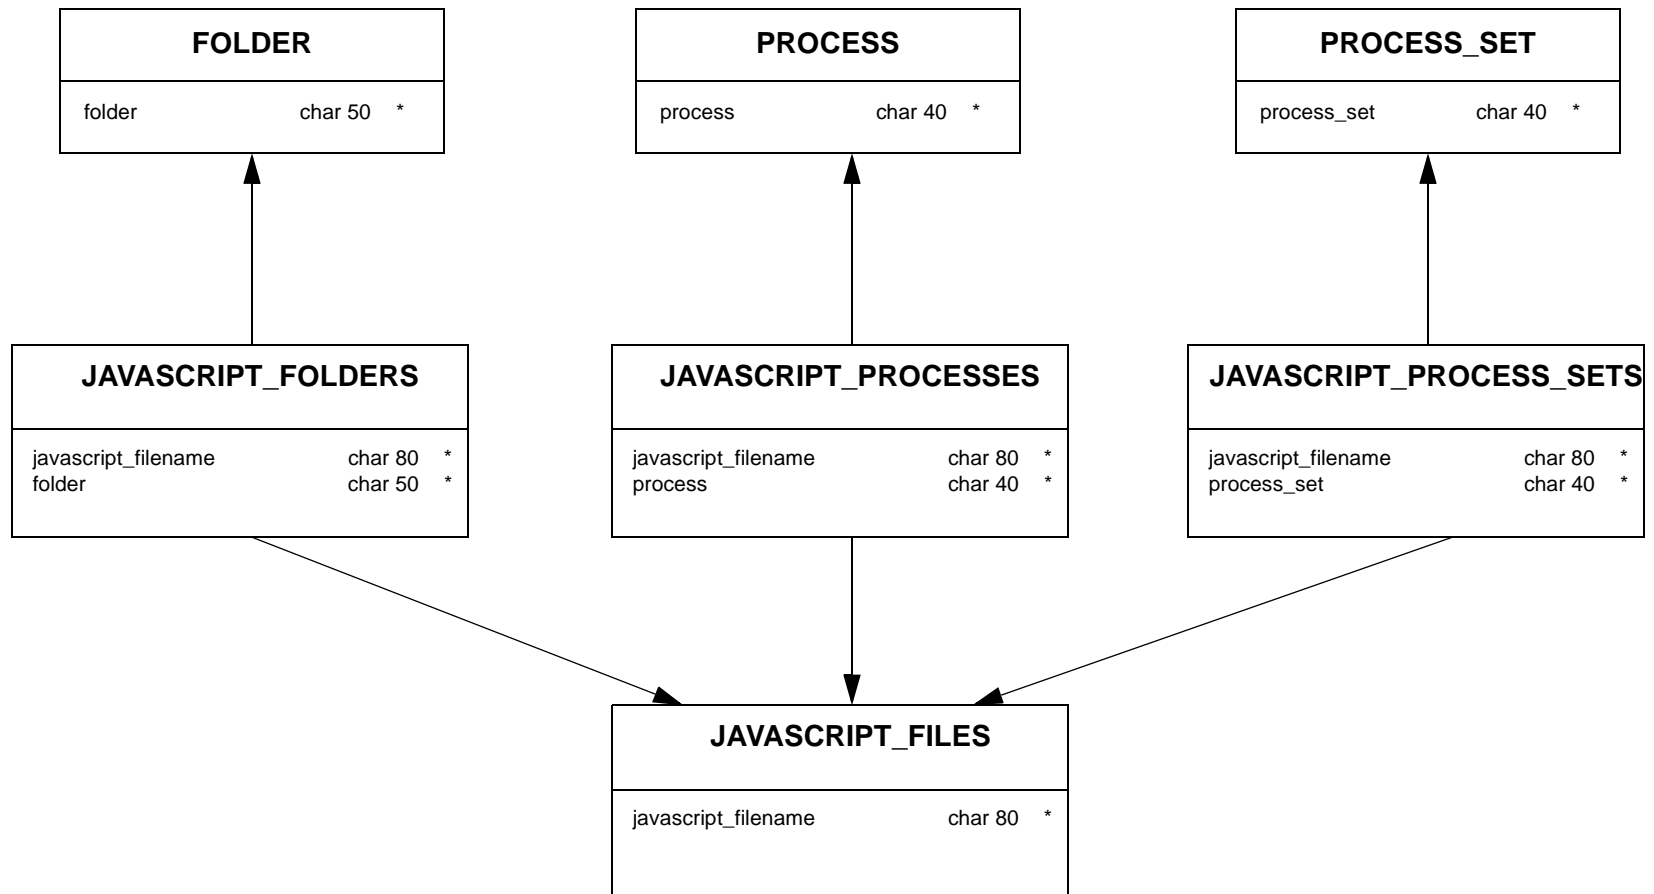 FOLDER
folder char 50 *
PROCESS
process char 40 *
PROCESS_SET
process_set char 40 *
JAVASCRIPT_FOLDERS
javascript_filename char 80 *
folder char 50 *
JAVASCRIPT_PROCESSES
javascript_filename char 80 *
process char 40 *
JAVASCRIPT_PROCESS_SETS
javascript_filename char 80 *
process_set char 40 *
JAVASCRIPT_FILES
javascript_filename char 80 *